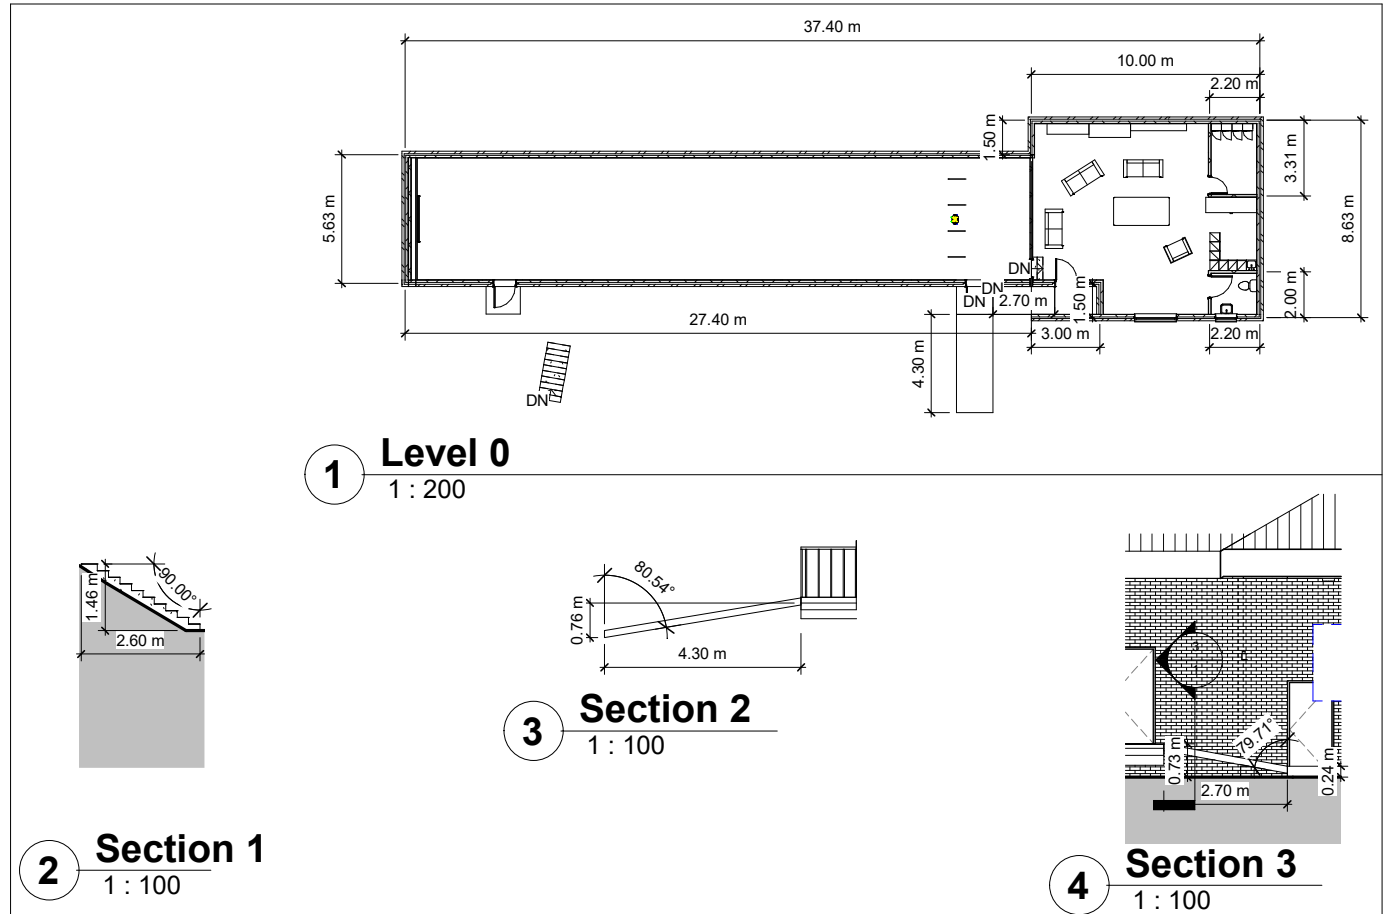 37.40 m
10.00 m
2.20 m
1.50 m
3.31 m
5.63 m
8.63 m
DN
DN
DN
2.70 m
1.50 m
2.00 m
27.40 m
3.00 m
2.20 m
4.30 m
DN
1
Level 0
1 : 200
1.46 m
90.00°
2.60 m
2
Section 1
1 : 100
80.54°
0.76 m
4.30 m
3
Section 2
1 : 100
79.71°
0.73 m
0.24 m
2.70 m
4
Section 3
1 : 100